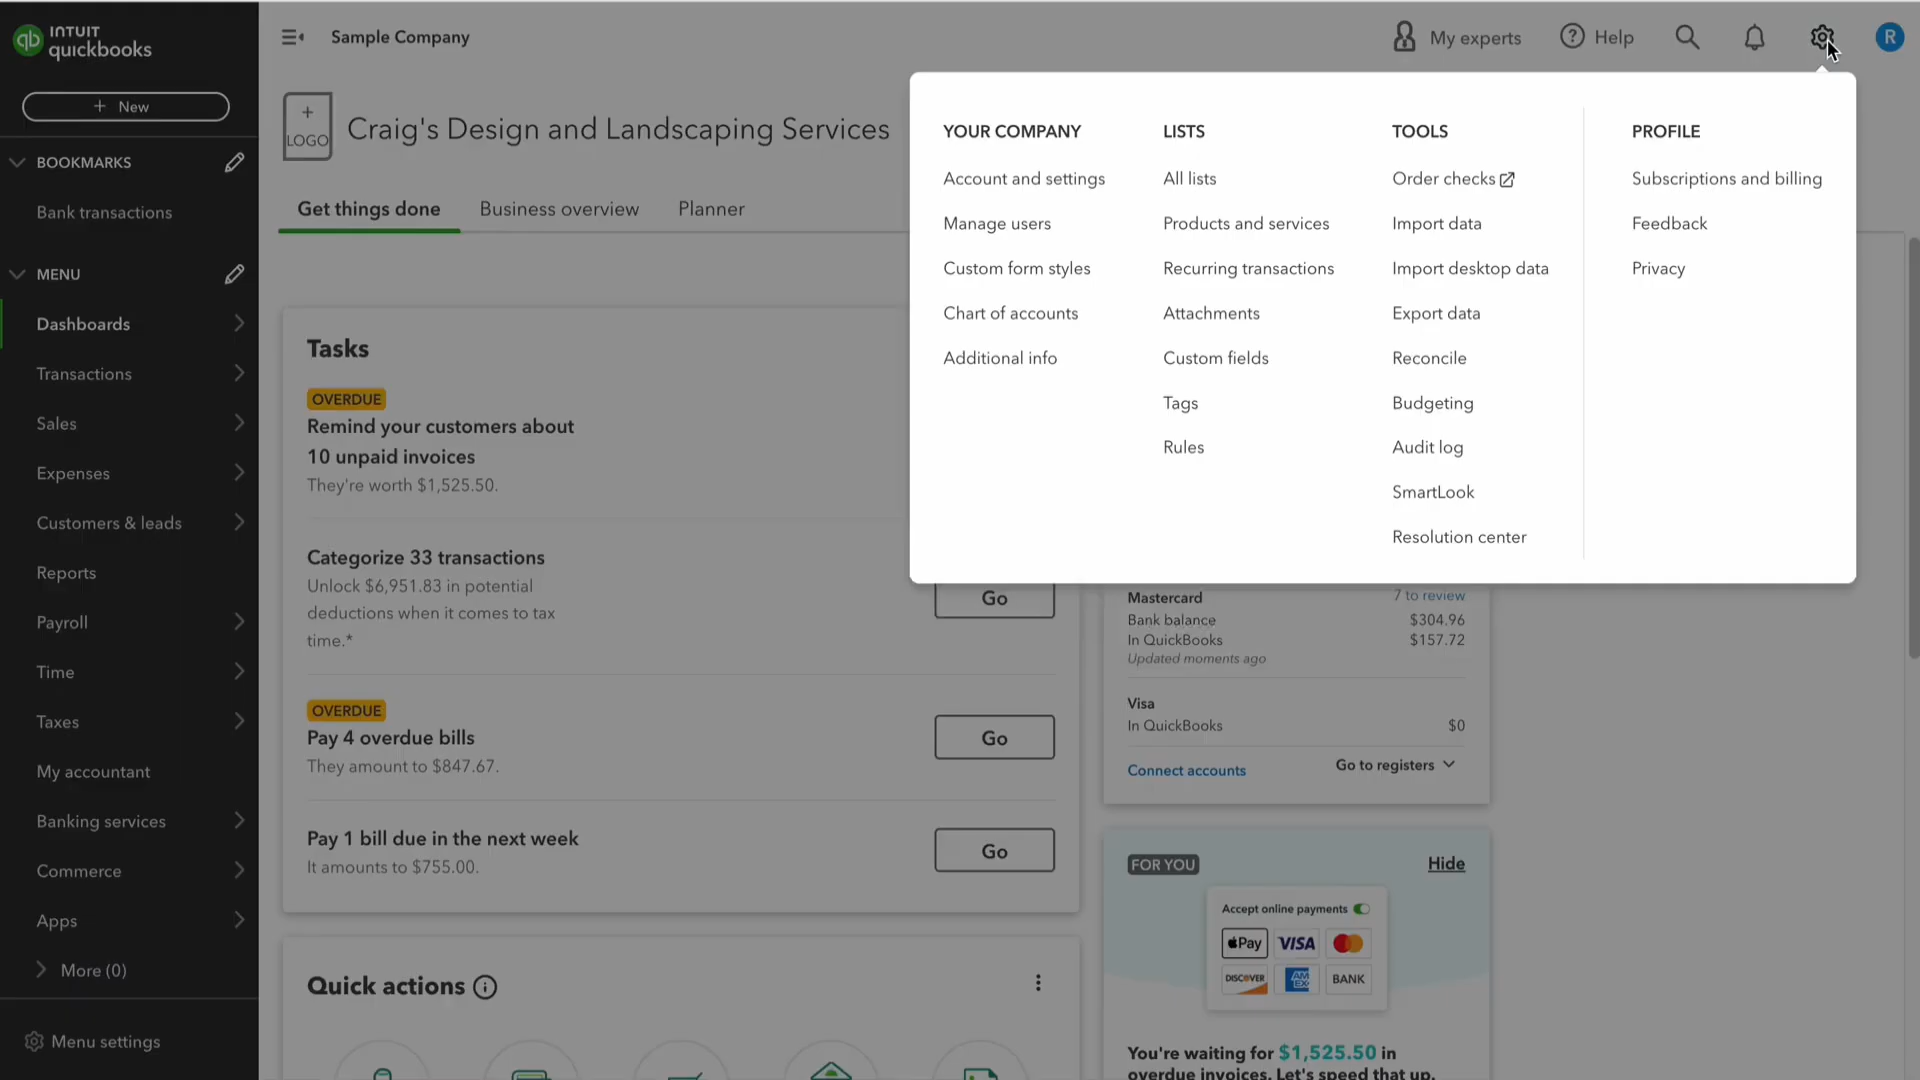 INTUIT
quickbooks
Sample Company
My experts
Help
R
+ New
+
LOGO
Craig's Design and Landscaping Services
BOOKMARKS
Bank transactions
MENU
Dashboards
Transactions
Sales
Expenses
Customers & leads
Reports
Payroll
Time
Taxes
My accountant
Banking services
Commerce
Apps
More (0)
Menu settings
Get things done
Business overview
Planner
YOUR COMPANY
Account and settings
Manage users
Custom form styles
Chart of accounts
Additional info
LISTS
All lists
Products and services
Recurring transactions
Attachments
Custom fields
Tags
Rules
TOOLS
Order checks
Import data
Import desktop data
Export data
Reconcile
Budgeting
Audit log
SmartLook
Resolution center
PROFILE
Subscriptions and billing
Feedback
Privacy
Tasks
OVERDUE
Remind your customers about
10 unpaid invoices
They're worth $1,525.50.
Categorize 33 transactions
Unlock $6,951.83 in potential
deductions when it comes to tax
time.*
Go
OVERDUE
Pay 4 overdue bills
They amount to $847.67.
Go
Pay 1 bill due in the next week
It amounts to $755.00.
Go
Quick actions
Mastercard
7 to review
Bank balance $304.96
In QuickBooks $157.72
Updated moments ago
Visa
In QuickBooks $0
Connect accounts
Go to registers
FOR YOU
Hide
Accept online payments
Pay VISA
DISCOVER AM EX BANK
You're waiting for $1,525.50 in
overdue invoices. Let's speed that up.